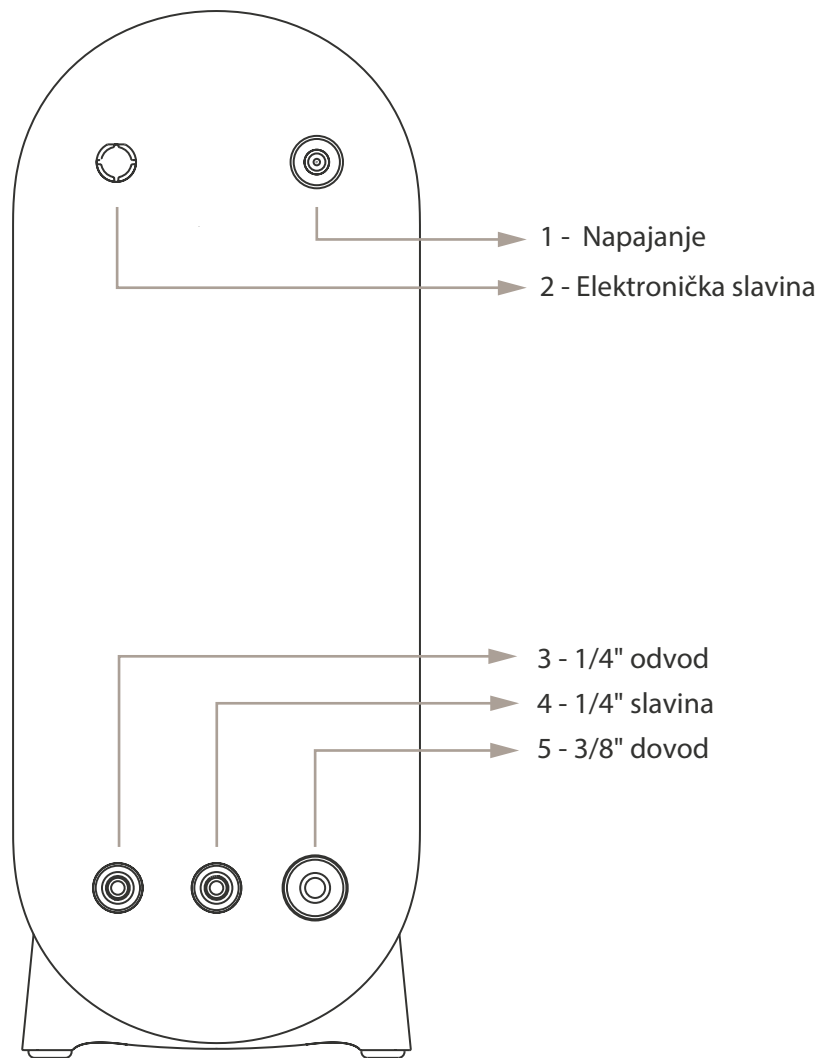 1 - Napajanje
2 - Elektronička slavina
3 - 1/4" odvod
4 - 1/4" slavina
5 - 3/8" dovod